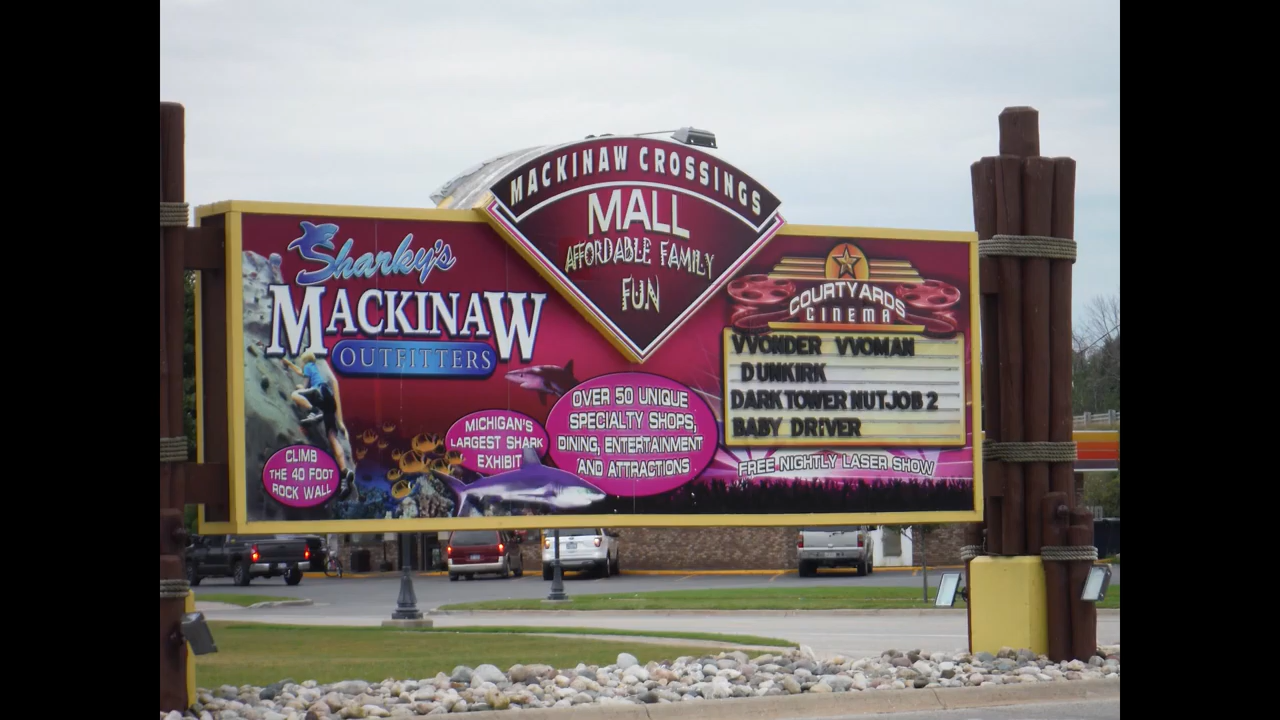 MACKINAW CROSSINGS
MALL
AFFORDABLE FAMILY
FUN
Sharky's
MACKINAW
OUTFITTERS
CLIMB
THE 40 FOOT
ROCK WALL
MICHIGAN'S
LARGEST SHARK
EXHIBIT
OVER 50 UNIQUE
SPECIALTY SHOPS,
DINING, ENTERTAINMENT
AND ATTRACTIONS
COURTYARDS
CINEMA
VVONDER VVOMAN
DUNKIRK
DARK TOWER NUTJOB 2
BABY DRIVER
FREE NIGHTLY LASER SHOW